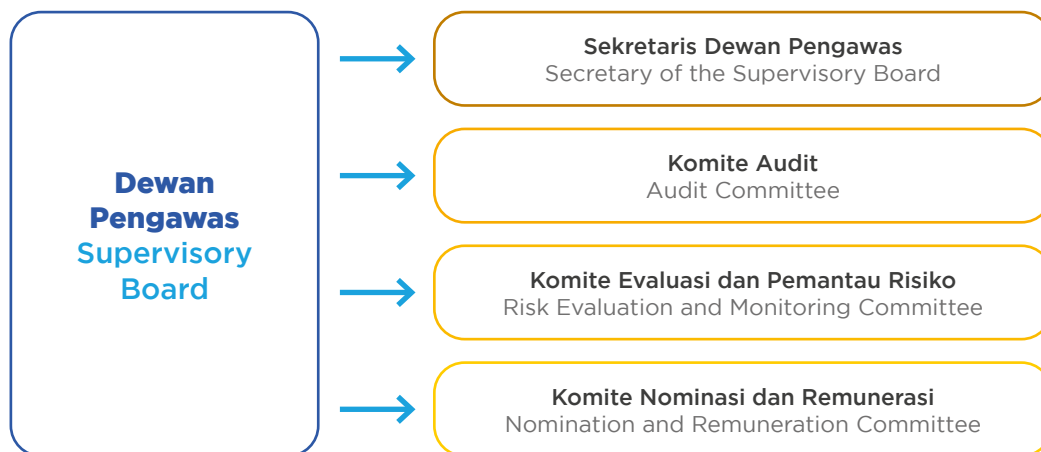 Dewan
Pengawas
Supervisory
Board
Sekretaris Dewan Pengawas
Secretary of the Supervisory Board
Komite Audit
Audit Committee
Komite Evaluasi dan Pemantau Risiko
Risk Evaluation and Monitoring Committee
Komite Nominasi dan Remunerasi
Nomination and Remuneration Committee